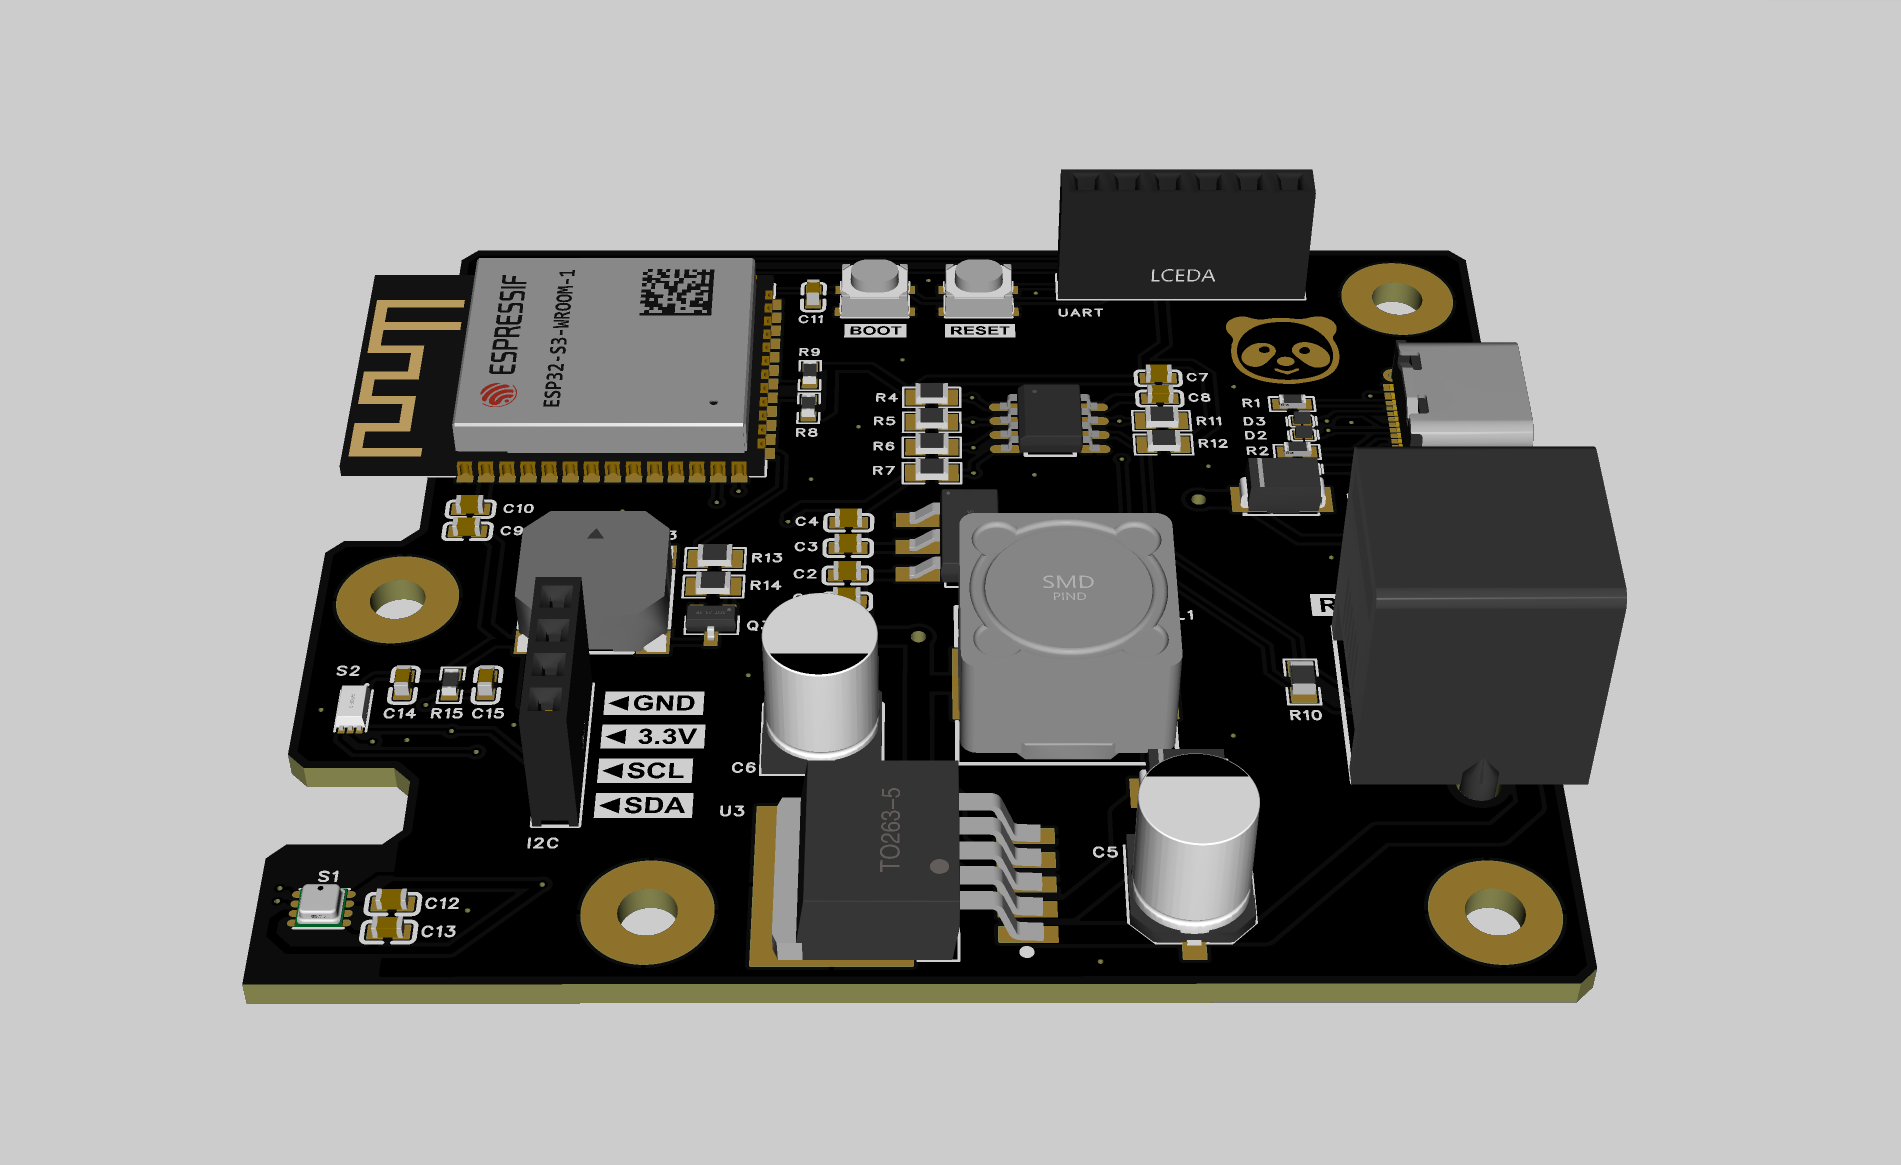 LCEDA
UART
ESPRESSIF
ESP32-S3-WROOM-1
C11
BOOT
RESET
R9
R8
R4
R5
R6
R7
C7
C8
R11
R12
R1
D3
D2
R2
C10
C9
C4
C3
C2
R13
R14
SMD
PIND
L1
R10
S2
C14
R15
C15
GND
3.3V
SCL
SDA
I2C
C6
U3
TO263-5
C5
S1
C12
C13